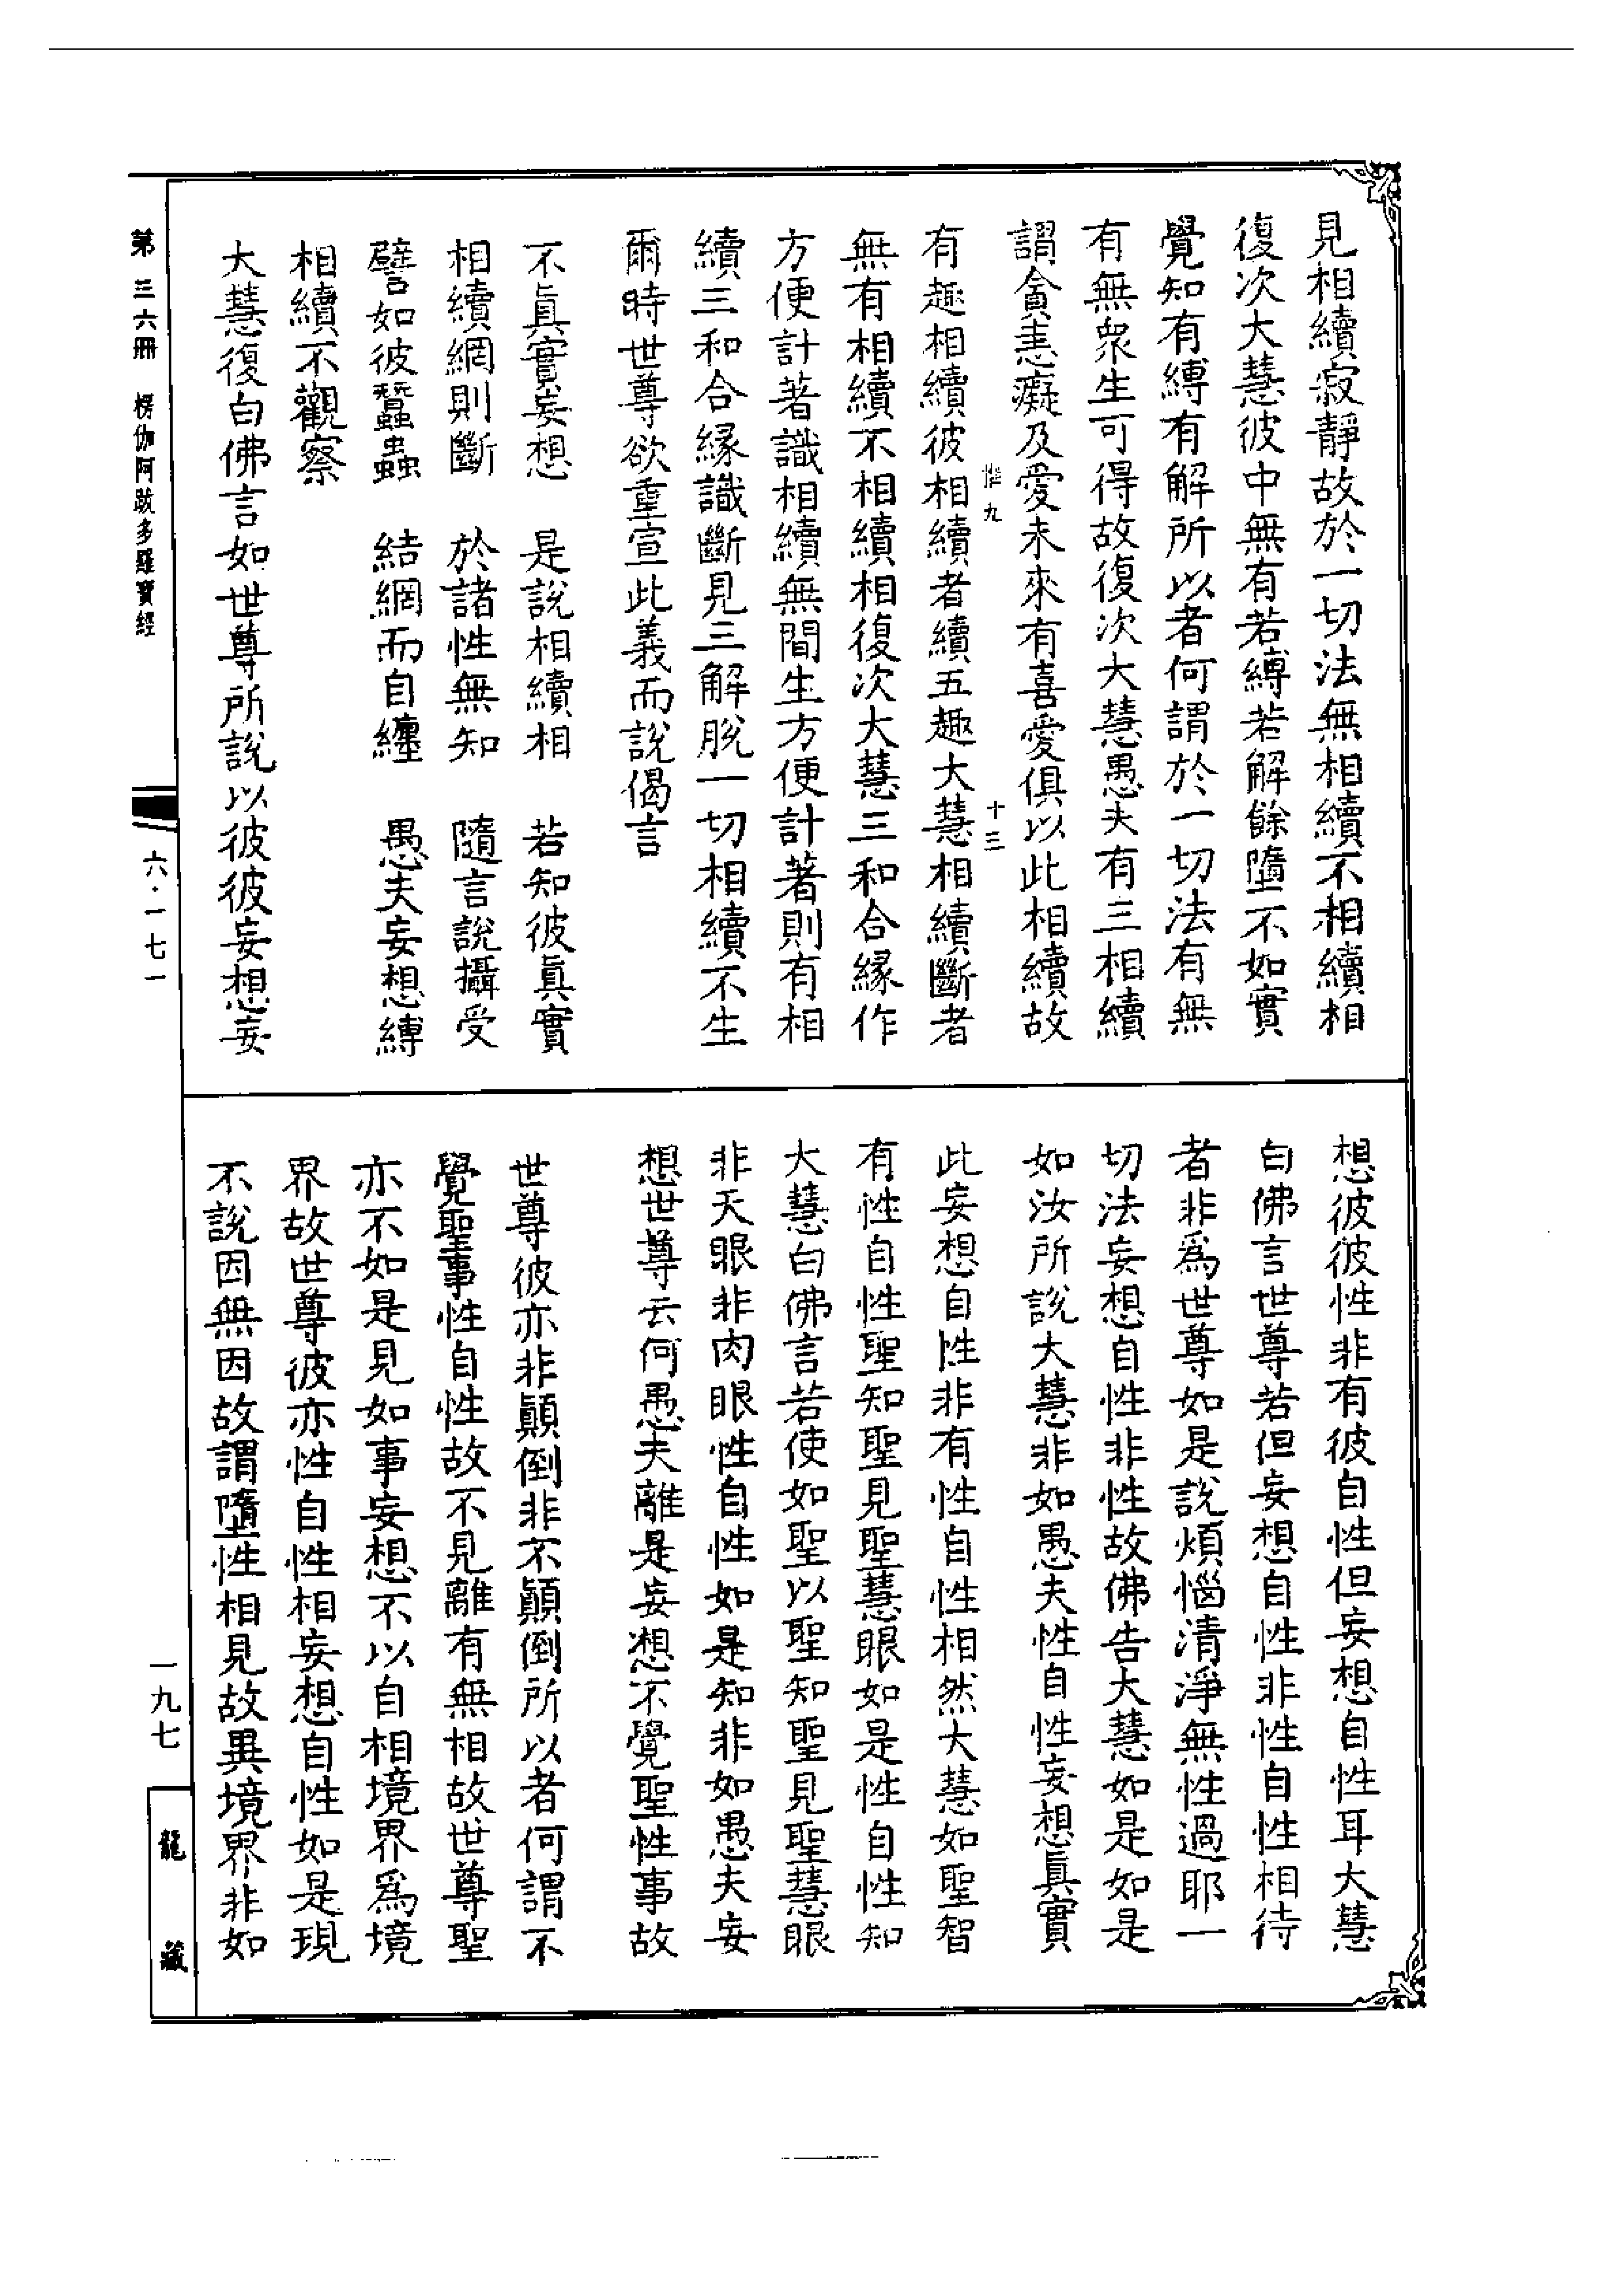 見相續寂靜故於一切法無相續不相續相
復次大慧彼中無有若縛若解餘墮不如實
覺知有縛有解所以者何謂於一切法有無
有無衆生可得故復次大慧愚夫有三相續
謂貪恚癡及愛未來有喜愛俱以此相續故
九
十三
有趣相續彼相續者續五趣大慧相續斷者
無有相續不相續相復次大慧三和合緣作
方便計著識相續無間生方便計著則有相
續三和合緣識斷見三解脫一切相續不生
爾時世尊欲重宣此義而說偈言
不眞實妄想　是說相續相　若知彼眞實
相續網則斷　於諸性無知　隨言說攝受
譬如彼蠶蟲　結網而自纏　愚夫妄想縛
相續不觀察
大慧復白佛言如世尊所說以彼彼妄想妄
想彼彼性非有彼自性但妄想自性耳大慧
白佛言世尊若但妄想自性非性自性相待
者非爲世尊如是說煩惱清淨無性過耶一
切法妄想自性非性故佛告大慧如是如是
如汝所說大慧非如愚夫性自性妄想眞實
此妄想自性非有性自性相然大慧如聖智
有性自性聖知聖見聖慧眼如是性自性知
大慧白佛言若使如聖以聖知聖見聖慧眼
非天眼非肉眼性自性如是知非如愚夫妄
想世尊云何愚夫離是妄想不覺聖性事故
世尊彼亦非顚倒非不顚倒所以者何謂不
覺聖事性自性故不見離有無相故世尊聖
亦不如是見如事妄想不以自相境界爲境
界故世尊彼亦性自性相妄想自性如是現
不說因無因故謂墮性相見故異境界非如
第三六冊　楞伽阿跋多羅寶經
六·一七一
一九七
龍藏